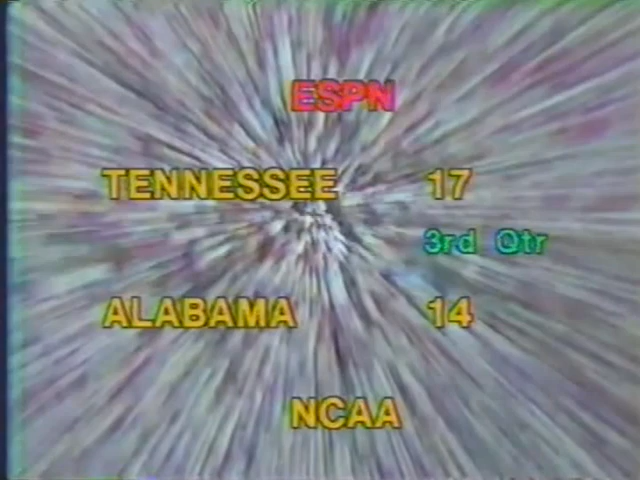 ESPN
TENNESSEE 17
3rd Qtr
ALABAMA 14
NCAA